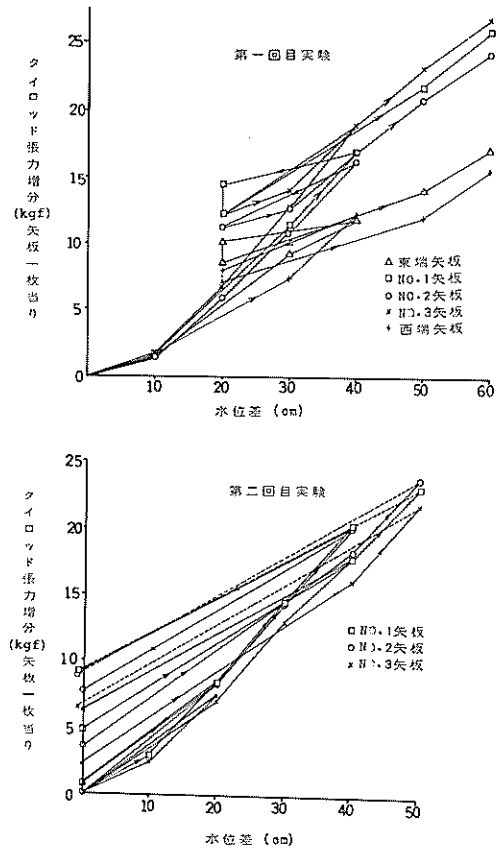 第一回目実験
タイロッド張力増分(kgf)矢板一枚当り
25
20
15
10
5
0
10
20
30
40
50
60
水位差 (cm)
△東端矢板
□NO.1矢板
○NO.2矢板
×NO.3矢板
+西端矢板
第二回目実験
タイロッド張力増分(kgf)矢板一枚当り
25
20
15
10
5
0
10
20
30
40
50
水位差 (cm)
□NO.1矢板
○NO.2矢板
×NO.3矢板